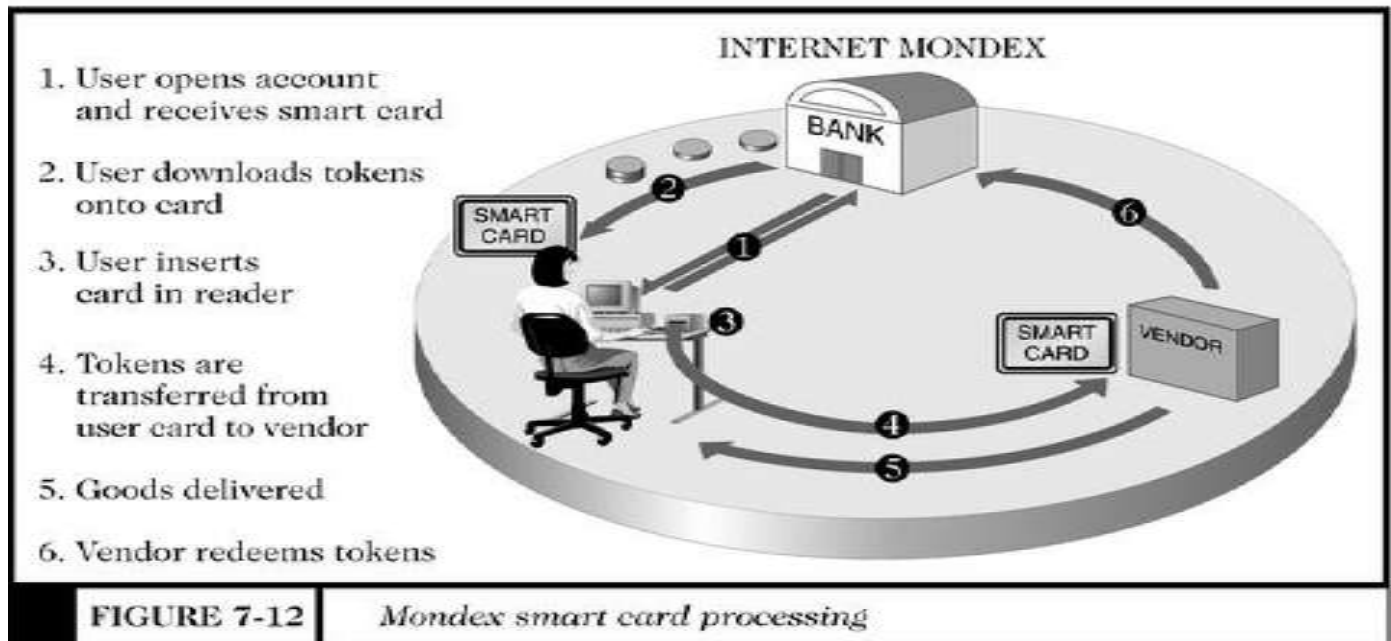 INTERNET MONDEX
1. User opens account
and receives smart card
2. User downloads tokens
onto card
3. User inserts
card in reader
4. Tokens are
transferred from
user card to vendor
5. Goods delivered
6. Vendor redeems tokens
BANK
2
SMART
CARD
1
6
3
SMART
CARD
VENDOR
4
5
FIGURE 7-12
Mondex smart card processing